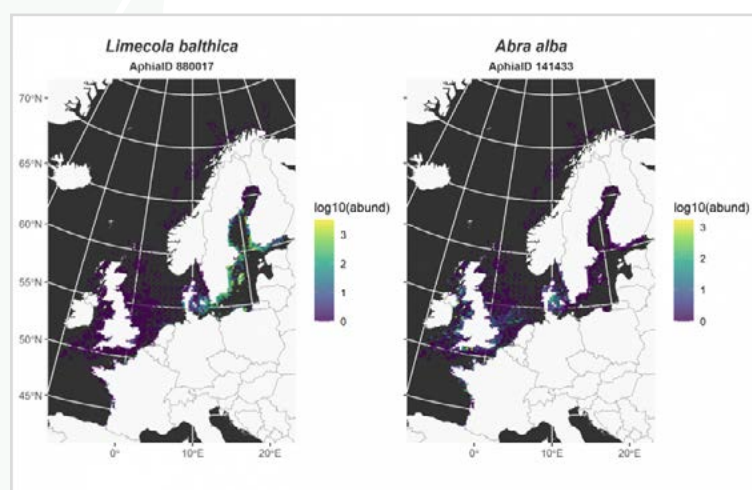 Limecola balthica
AphiaID 880017
70°N
65°N
60°N
55°N
50°N
45°N
0°
10°E
20°E
log10(abund)
3
2
1
0
Abra alba
AphiaID 141433
0°
10°E
20°E
log10(abund)
3
2
1
0